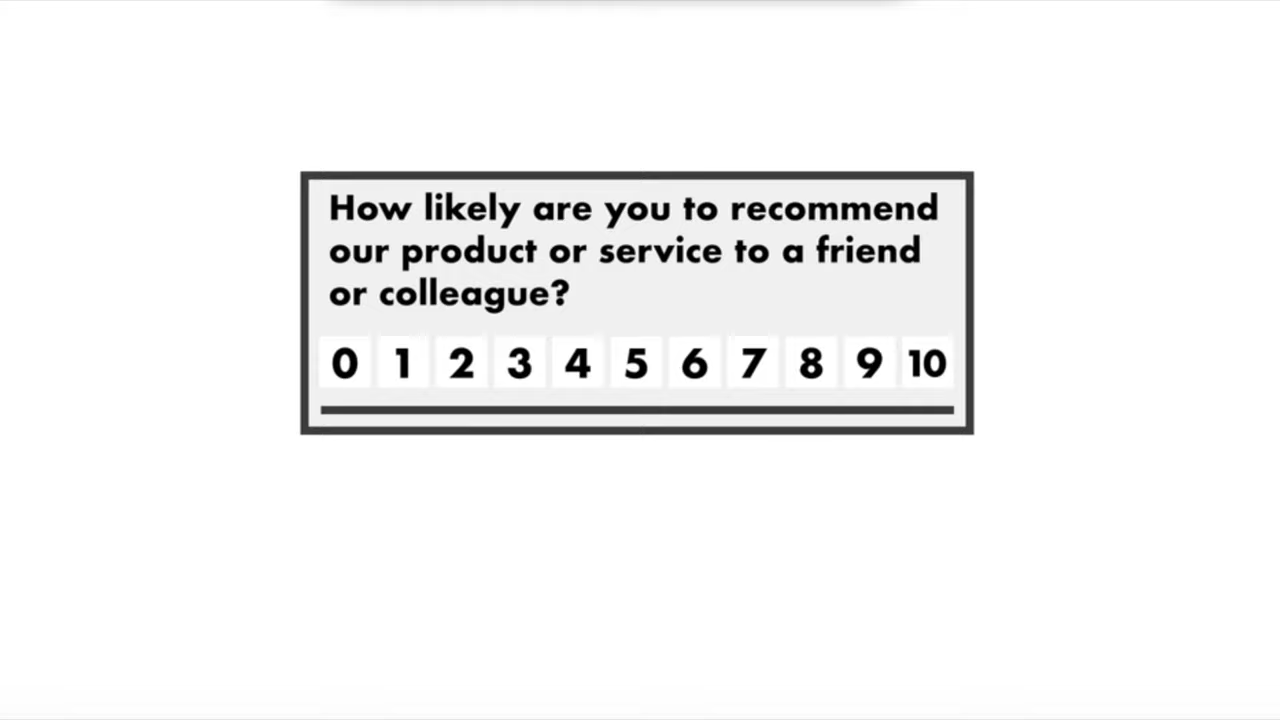 How likely are you to recommend
our product or service to a friend
or colleague?
0 1 2 3 4 5 6 7 8 9 10